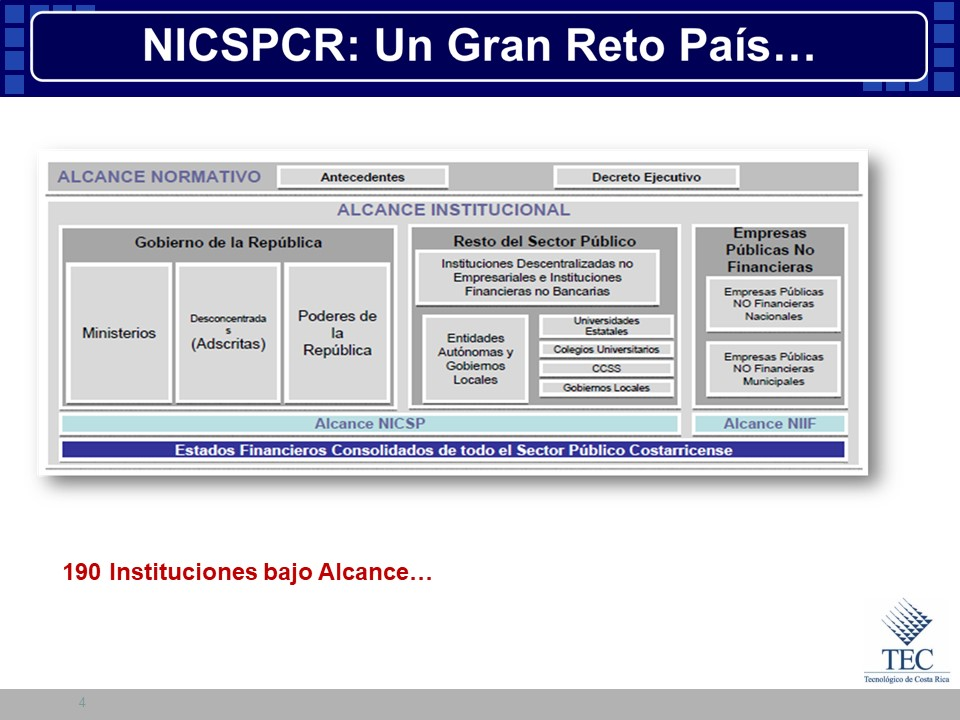 NICSPCR: Un Gran Reto País…
ALCANCE NORMATIVO
Antecedentes
Decreto Ejecutivo
ALCANCE INSTITUCIONAL
Gobierno de la República
Ministerios
Desconcentrada
s
(Adscritas)
Poderes de
la
República
Resto del Sector Público
Instituciones Descentralizadas no
Empresariales e Instituciones
Financieras no Bancarias
Entidades
Autónomas y
Gobiernos
Locales
Universidades
Estatales
Colegios Universitarios
CCSS
Gobiernos Locales
Empresas
Públicas No
Financieras
Empresas Públicas
NO Financieras
Nacionales
Empresas Públicas
NO Financieras
Municipales
Alcance NICSP
Alcance NIIF
Estados Financieros Consolidados de todo el Sector Público Costarricense
190 Instituciones bajo Alcance…
TEC
Tecnológico de Costa Rica
4